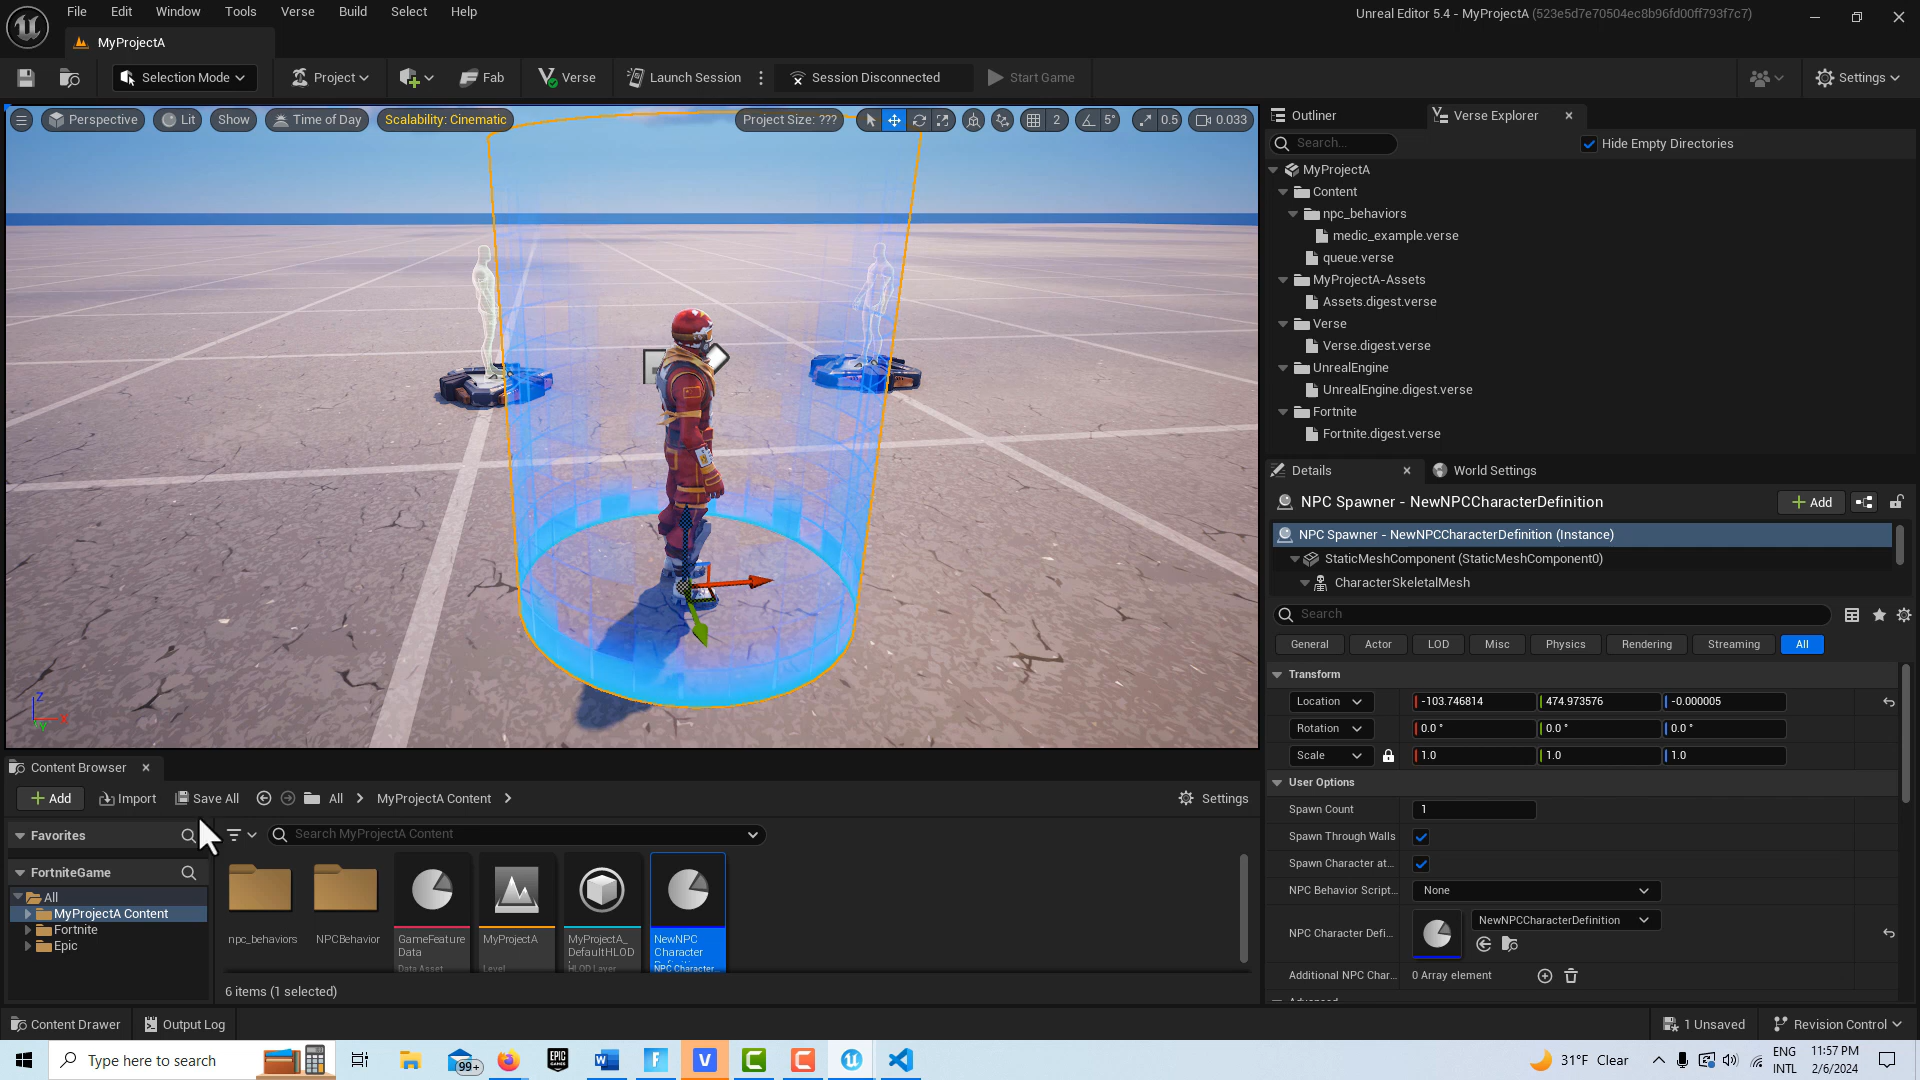 File Edit Window Tools Verse Build Select Help
Unreal Editor 5.4 - MyProjectA (523e5d7e70504ec8b96fd00ff793f7c7)
MyProjectA
Selection Mode Project Fab Verse Launch Session Session Disconnected Start Game Settings
Perspective Lit Show Time of Day Scalability: Cinematic Project Size: ??? 2 5° 0.5 0.033
Outliner Verse Explorer
Search... Hide Empty Directories
MyProjectA
Content
npc_behaviors
medic_example.verse
queue.verse
MyProjectA-Assets
Assets.digest.verse
Verse
Verse.digest.verse
UnrealEngine
UnrealEngine.digest.verse
Fortnite
Fortnite.digest.verse
Details World Settings
NPC Spawner - NewNPCCharacterDefinition Add
NPC Spawner - NewNPCCharacterDefinition (Instance)
StaticMeshComponent (StaticMeshComponent0)
CharacterSkeletalMesh
Search
General Actor LOD Misc Physics Rendering Streaming All
Transform
Location -103.746814 474.973576 -0.000005
Rotation 0.0 ° 0.0 ° 0.0 °
Scale 1.0 1.0 1.0
User Options
Spawn Count 1
Spawn Through Walls
Spawn Character at...
NPC Behavior Script... None
NPC Character Defi... NewNPCCharacterDefinition
Additional NPC Char... 0 Array element
Z
Content Browser
Add Import Save All All MyProjectA Content Settings
Favorites
Search MyProjectA Content
FortniteGame
All
MyProjectA Content
Fortnite
Epic
npc_behaviors
NPCBehavior
GameFeature
Data
Data Asset
MyProjectA
Level
MyProjectA_
DefaultHLOD
HLOD Layer
NewNPC
Character
NPC Character...
6 items (1 selected)
Content Drawer Output Log 1 Unsaved Revision Control
Type here to search
99+
EPIC
GAMES
31°F Clear
ENG
INTL
11:57 PM
2/6/2024